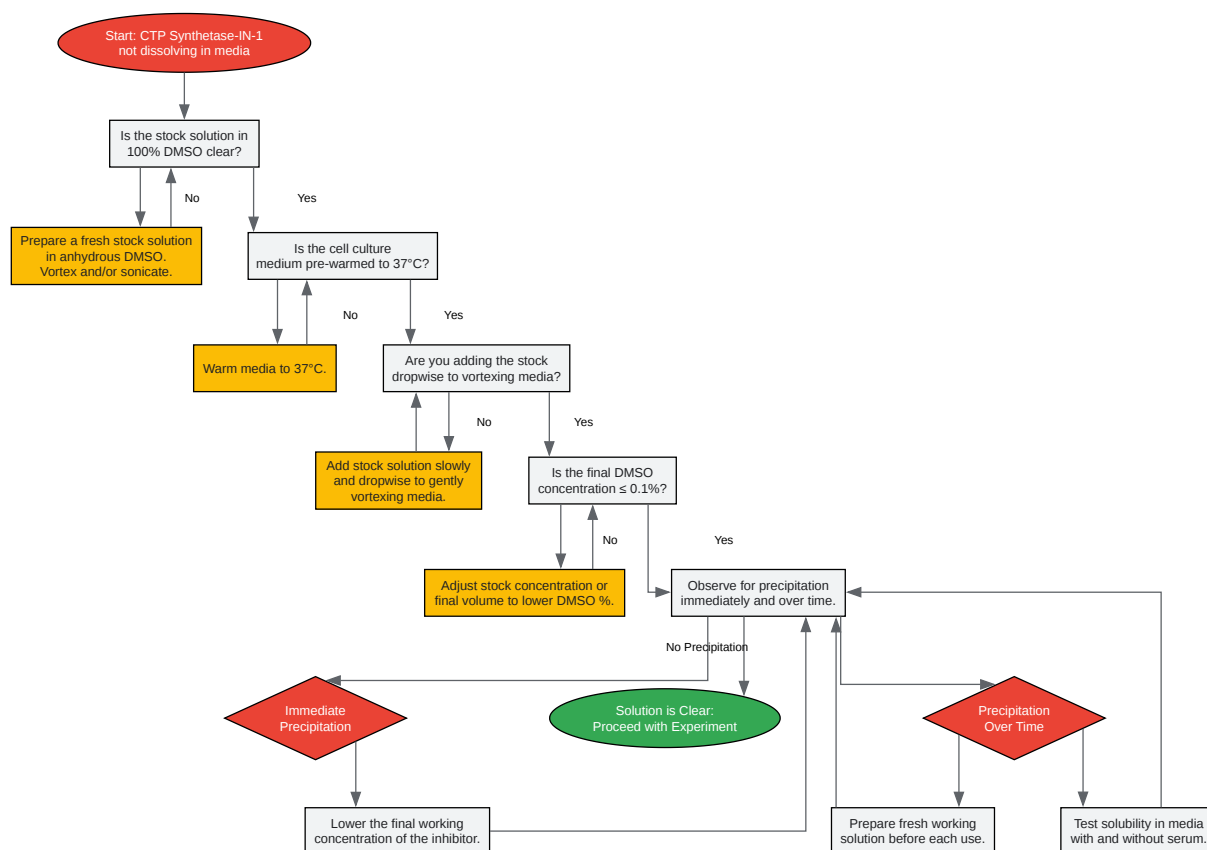 Start: CTP Synthetase-IN-1
not dissolving in media
Is the stock solution in
100% DMSO clear?
No
Yes
Prepare a fresh stock solution
in anhydrous DMSO.
Vortex and/or sonicate.
Is the cell culture
medium pre-warmed to 37°C?
No
Yes
Warm media to 37°C.
Are you adding the stock
dropwise to vortexing media?
No
Yes
Add stock solution slowly
and dropwise to gently
vortexing media.
Is the final DMSO
concentration ≤ 0.1%?
No
Yes
Adjust stock concentration or
final volume to lower DMSO %.
Observe for precipitation
immediately and over time.
No Precipitation
Immediate
Precipitation
Solution is Clear:
Proceed with Experiment
Precipitation
Over Time
Lower the final working
concentration of the inhibitor.
Prepare fresh working
solution before each use.
Test solubility in media
with and without serum.